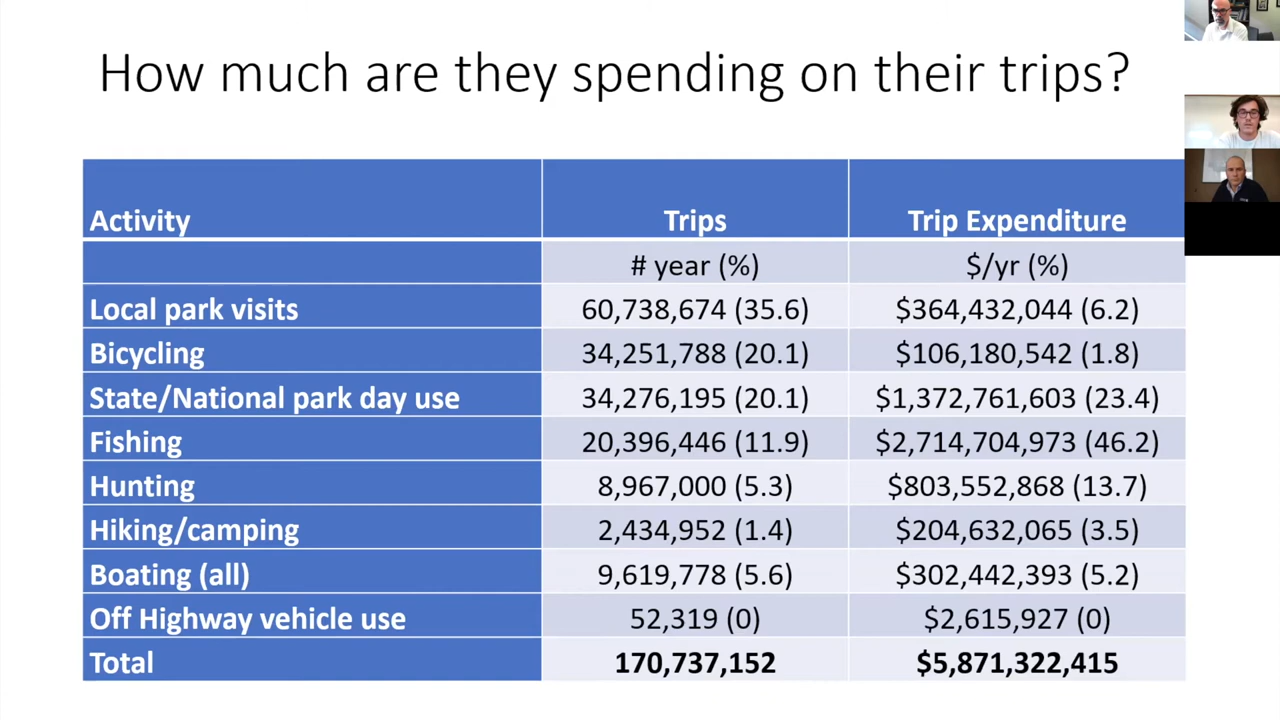 How much are they spending on their trips?
Activity Trips Trip Expenditure
# year (%) $/yr (%)
Local park visits 60,738,674 (35.6) $364,432,044 (6.2)
Bicycling 34,251,788 (20.1) $106,180,542 (1.8)
State/National park day use 34,276,195 (20.1) $1,372,761,603 (23.4)
Fishing 20,396,446 (11.9) $2,714,704,973 (46.2)
Hunting 8,967,000 (5.3) $803,552,868 (13.7)
Hiking/camping 2,434,952 (1.4) $204,632,065 (3.5)
Boating (all) 9,619,778 (5.6) $302,442,393 (5.2)
Off Highway vehicle use 52,319 (0) $2,615,927 (0)
Total 170,737,152 $5,871,322,415